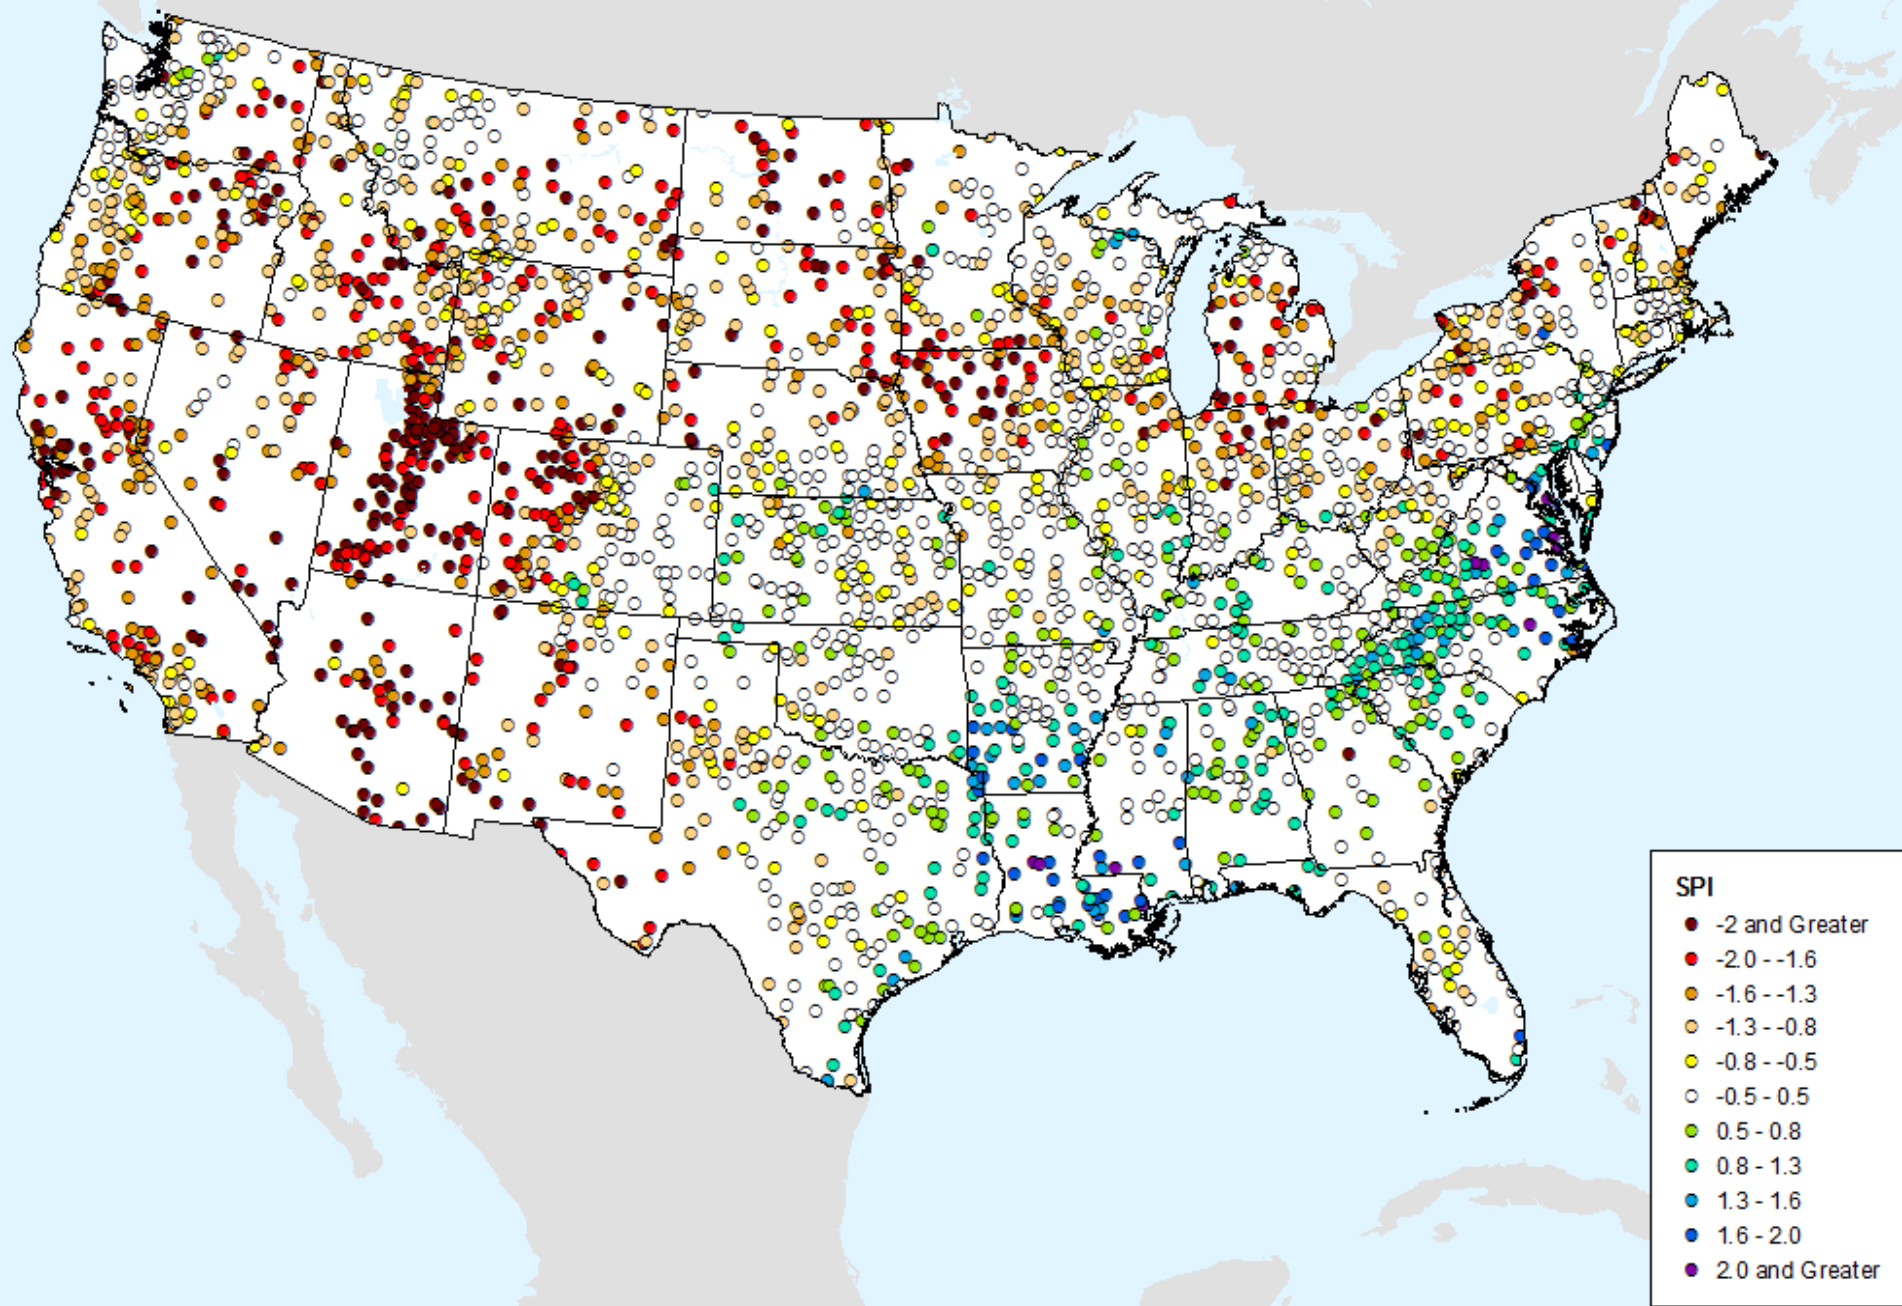 SPI
-2 and Greater
-2.0 - -1.6
-1.6 - -1.3
-1.3 - -0.8
-0.8 - -0.5
-0.5 - 0.5
0.5 - 0.8
0.8 - 1.3
1.3 - 1.6
1.6 - 2.0
2.0 and Greater